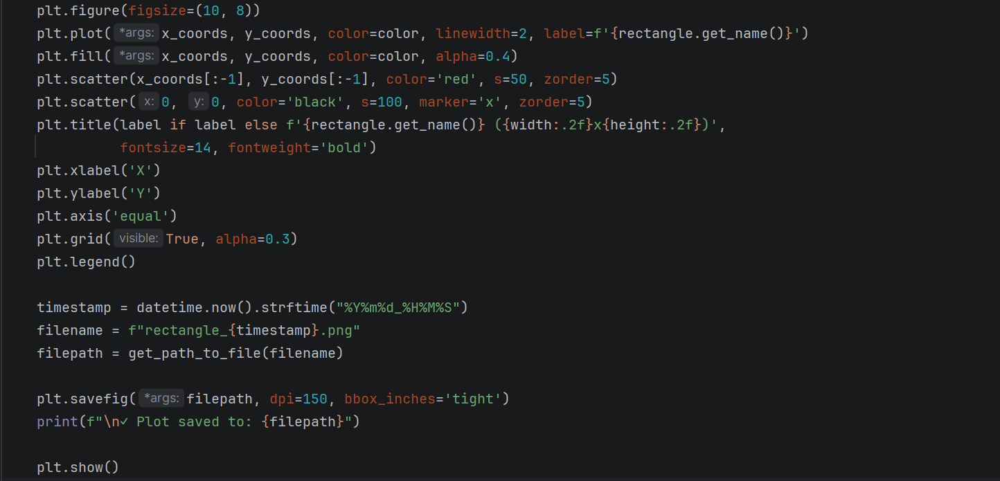 plt.figure(figsize=(10, 8))
plt.plot( *args: x_coords, y_coords, color=color, linewidth=2, label=f'{rectangle.get_name()}')
plt.fill( *args: x_coords, y_coords, color=color, alpha=0.4)
plt.scatter(x_coords[:-1], y_coords[:-1], color='red', s=50, zorder=5)
plt.scatter( x: 0, y: 0, color='black', s=100, marker='x', zorder=5)
plt.title(label if label else f'{rectangle.get_name()} ({width:.2f}x{height:.2f})',
fontsize=14, fontweight='bold')
plt.xlabel('X')
plt.ylabel('Y')
plt.axis('equal')
plt.grid( visible: True, alpha=0.3)
plt.legend()
timestamp = datetime.now().strftime("%Y%m%d_%H%M%S")
filename = f"rectangle_{timestamp}.png"
filepath = get_path_to_file(filename)
plt.savefig( *args: filepath, dpi=150, bbox_inches='tight')
print(f"\n✓ Plot saved to: {filepath}")
plt.show()